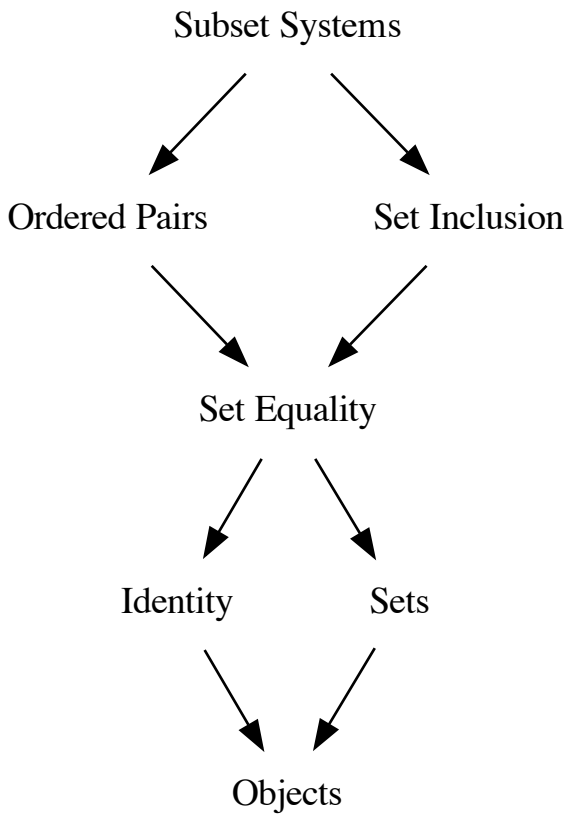 Subset Systems
Ordered Pairs
Set Inclusion
Set Equality
Identity
Sets
Objects